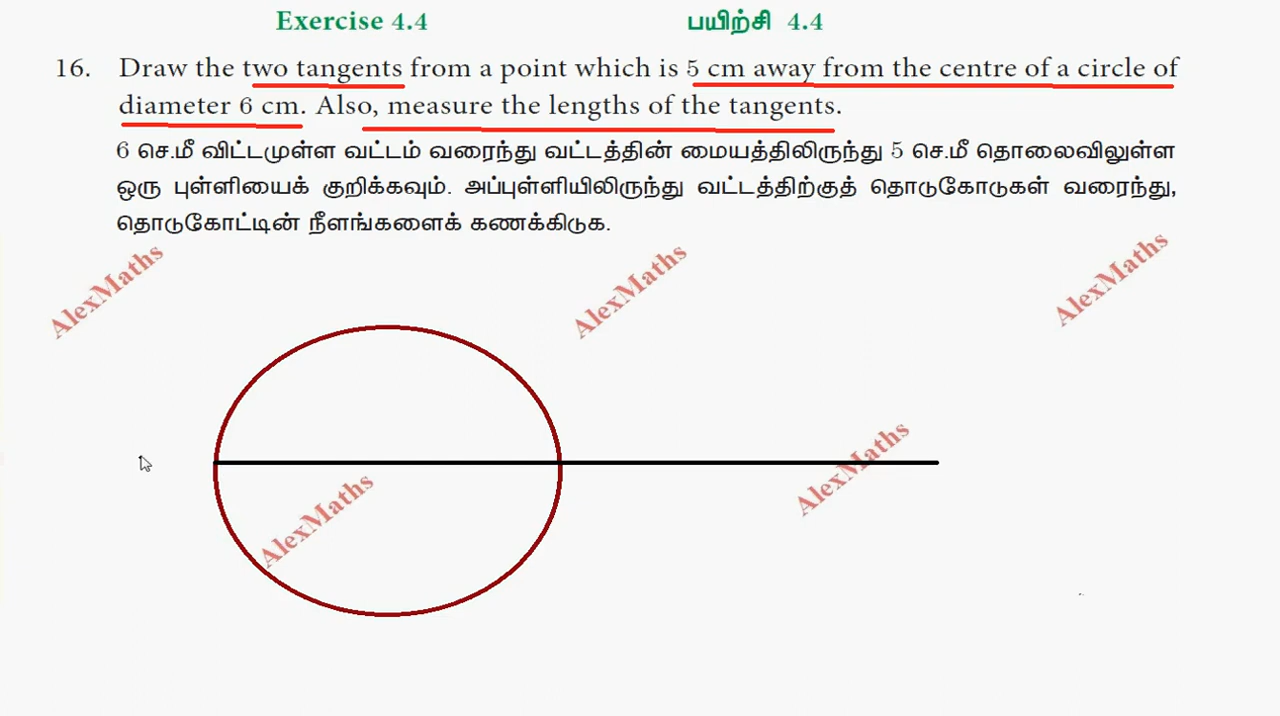 Exercise 4.4 பயிற்சி 4.4
16. Draw the two tangents from a point which is 5 cm away from the centre of a circle of
diameter 6 cm. Also, measure the lengths of the tangents.
6 செ.மீ விட்டமுள்ள வட்டம் வரைந்து வட்டத்தின் மையத்திலிருந்து 5 செ.மீ தொலைவிலுள்ள
ஒரு புள்ளியைக் குறிக்கவும். அப்புள்ளியிலிருந்து வட்டத்திற்குத் தொடுகோடுகள் வரைந்து,
தொடுகோட்டின் நீளங்களைக் கணக்கிடுக.
AlexMaths
AlexMaths
AlexMaths
AlexMaths
AlexMaths